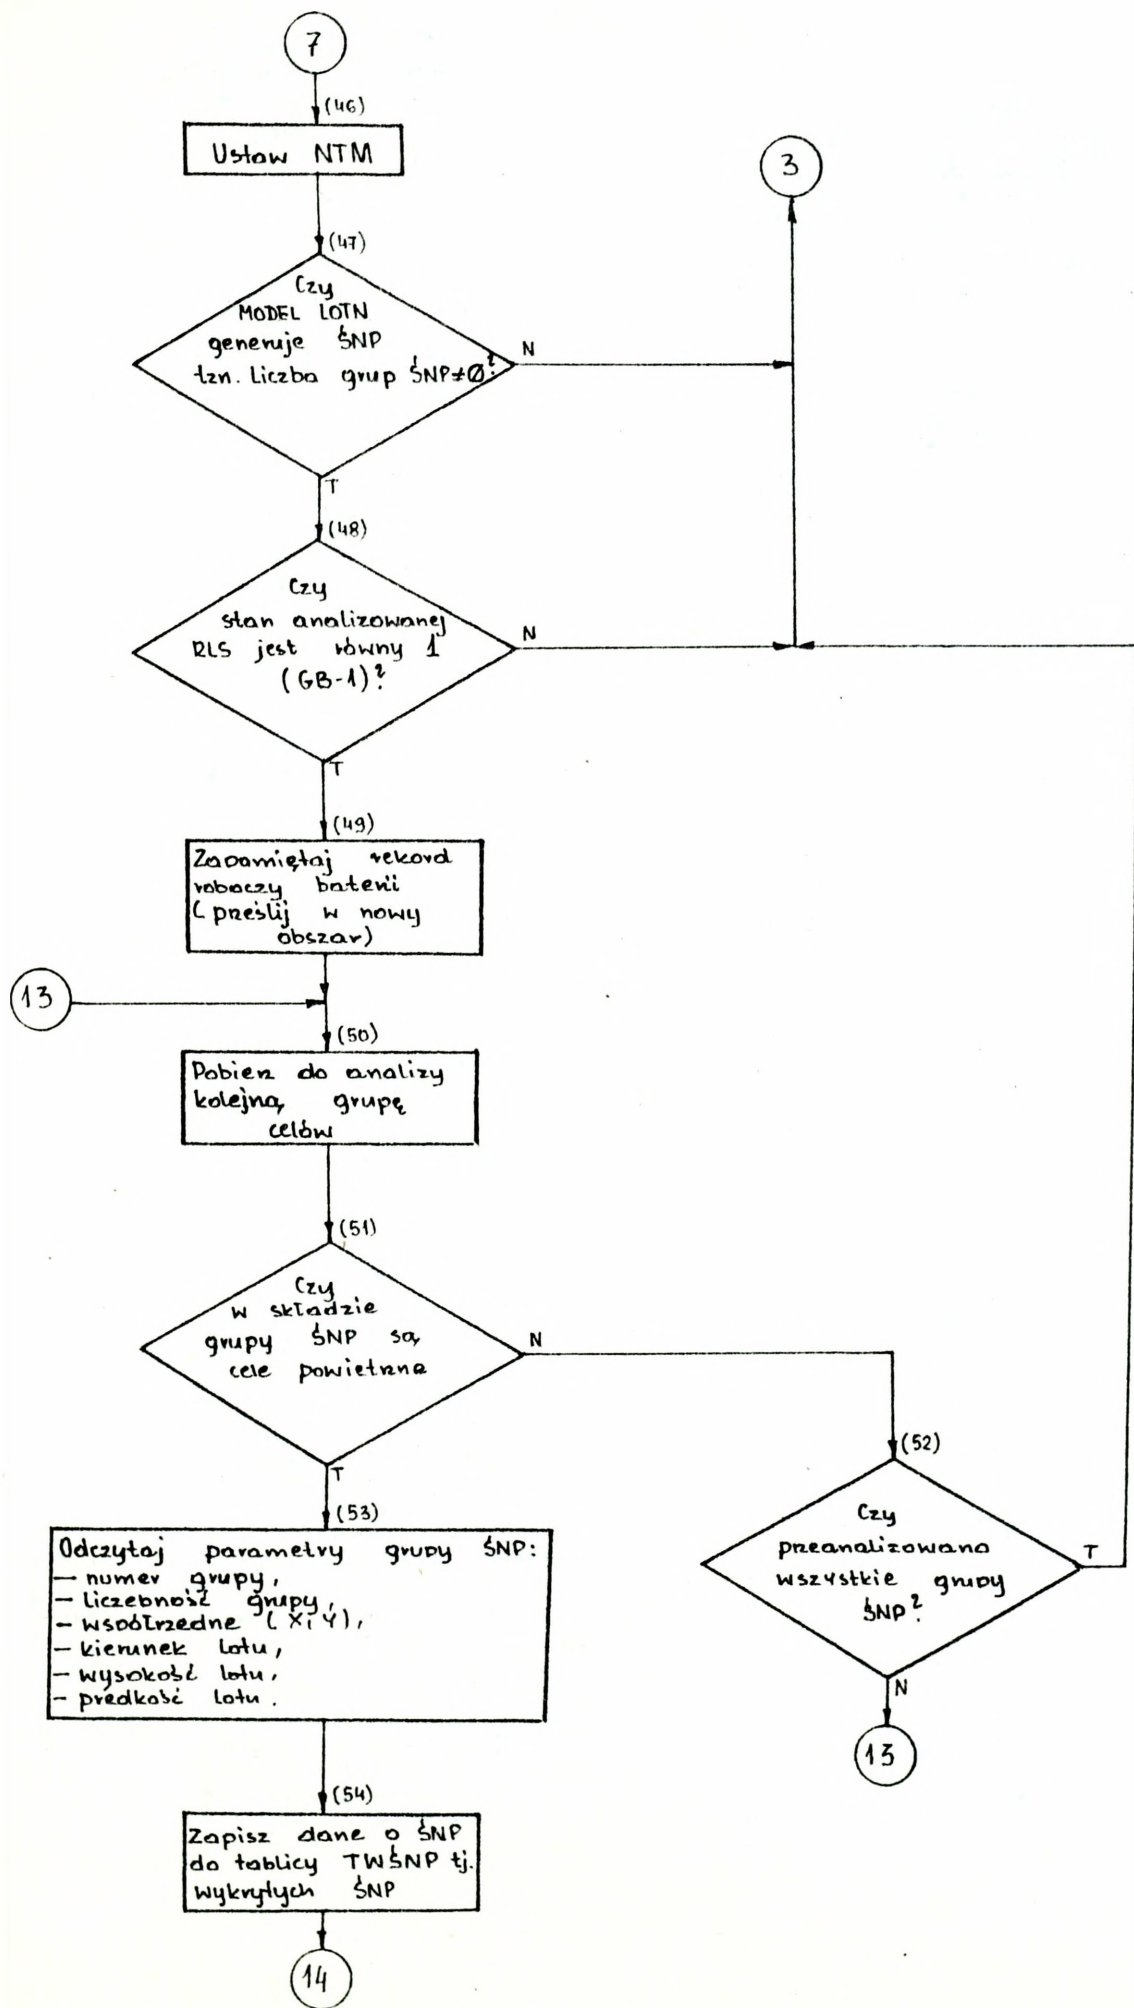 7
(46)
Ustaw NTM
3
(47)
Czy
MODEL LOTN
generuje ŚNP
tzn. Liczba grup ŚNP≠Ø?
N
T
(48)
Czy
stan analizowanej
RLS jest równy 1
(GB-1)?
N
T
(49)
Zapamiętaj rekord
roboczy baterii
(prześlij w nowy
obszar)
13
(50)
Pobierz do analizy
kolejną grupę
celów
(51)
Czy
w składzie
grupy ŚNP są
cele powietrzne
N
T
(52)
Czy
przeanalizowano
wszystkie grupy
ŚNP?
T
N
13
(53)
Odczytaj parametry grupy ŚNP:
- numer grupy,
- liczebność grupy,
- współrzędne (X, Y),
- kierunek lotu,
- wysokość lotu,
- prędkość lotu.
(54)
Zapisz dane o ŚNP
do tablicy TWŚNP tj.
wykrytych ŚNP
14